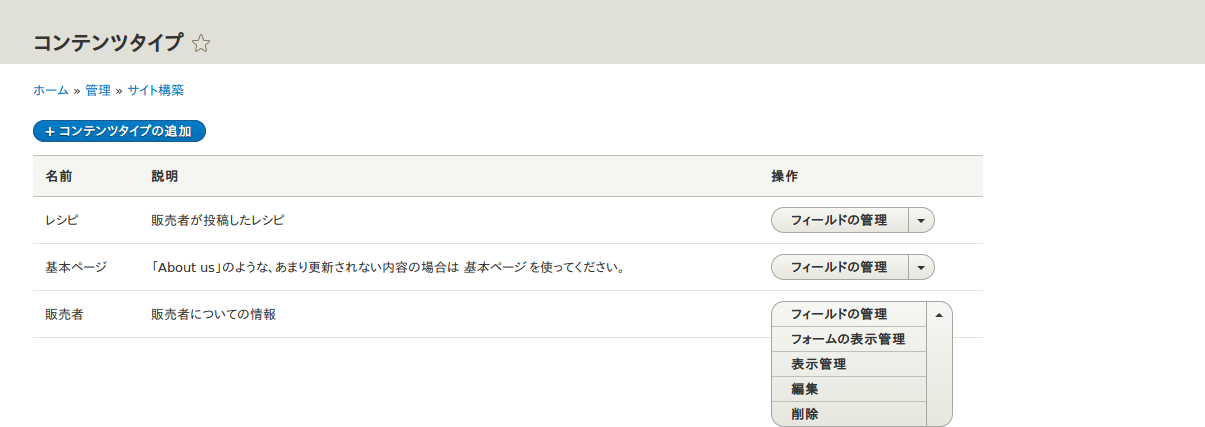 コンテンツタイプ
ホーム » 管理 » サイト構築
+ コンテンツタイプの追加
名前 説明 操作
レシピ 販売者が投稿したレシピ フィールドの管理
基本ページ 「About us」のような、あまり更新されない内容の場合は 基本ページ を使ってください。 フィールドの管理
販売者 販売者についての情報 フィールドの管理
フォームの表示管理
表示管理
編集
削除